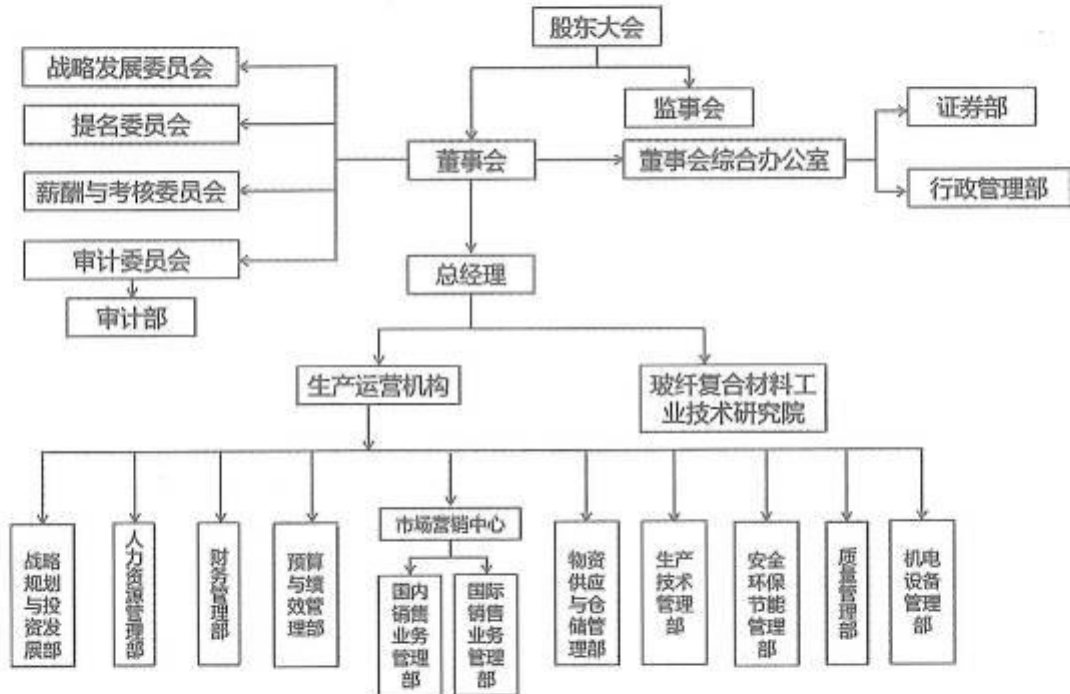 股东大会
战略发展委员会
监事会
证券部
提名委员会
董事会
董事会综合办公室
薪酬与考核委员会
行政管理部
审计委员会
总经理
审计部
生产运营机构
玻纤复合材料工
业技术研究院
战略
规划
与投
资发
展部
人力资源管理部
财务管理部
预算
与绩
效管
理部
市场营销中心
国内
销售
业务
管理
部
国际
销售
业务
管理
部
物资
供应
与仓
储管
理部
生产
技术
管理
部
安全
环保
节能
管理
部
质量管理部
机电
设备
管理
部